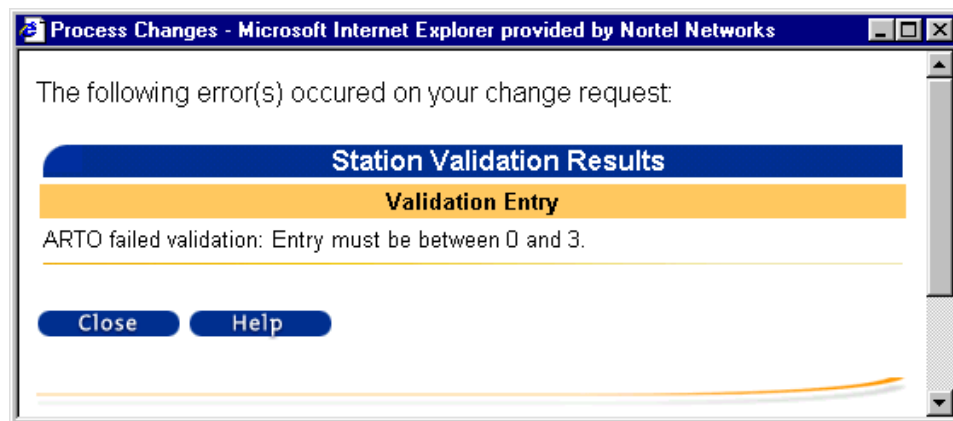 Process Changes - Microsoft Internet Explorer provided by Nortel Networks
The following error(s) occured on your change request:
Station Validation Results
Validation Entry
ARTO failed validation: Entry must be between 0 and 3.
Close Help